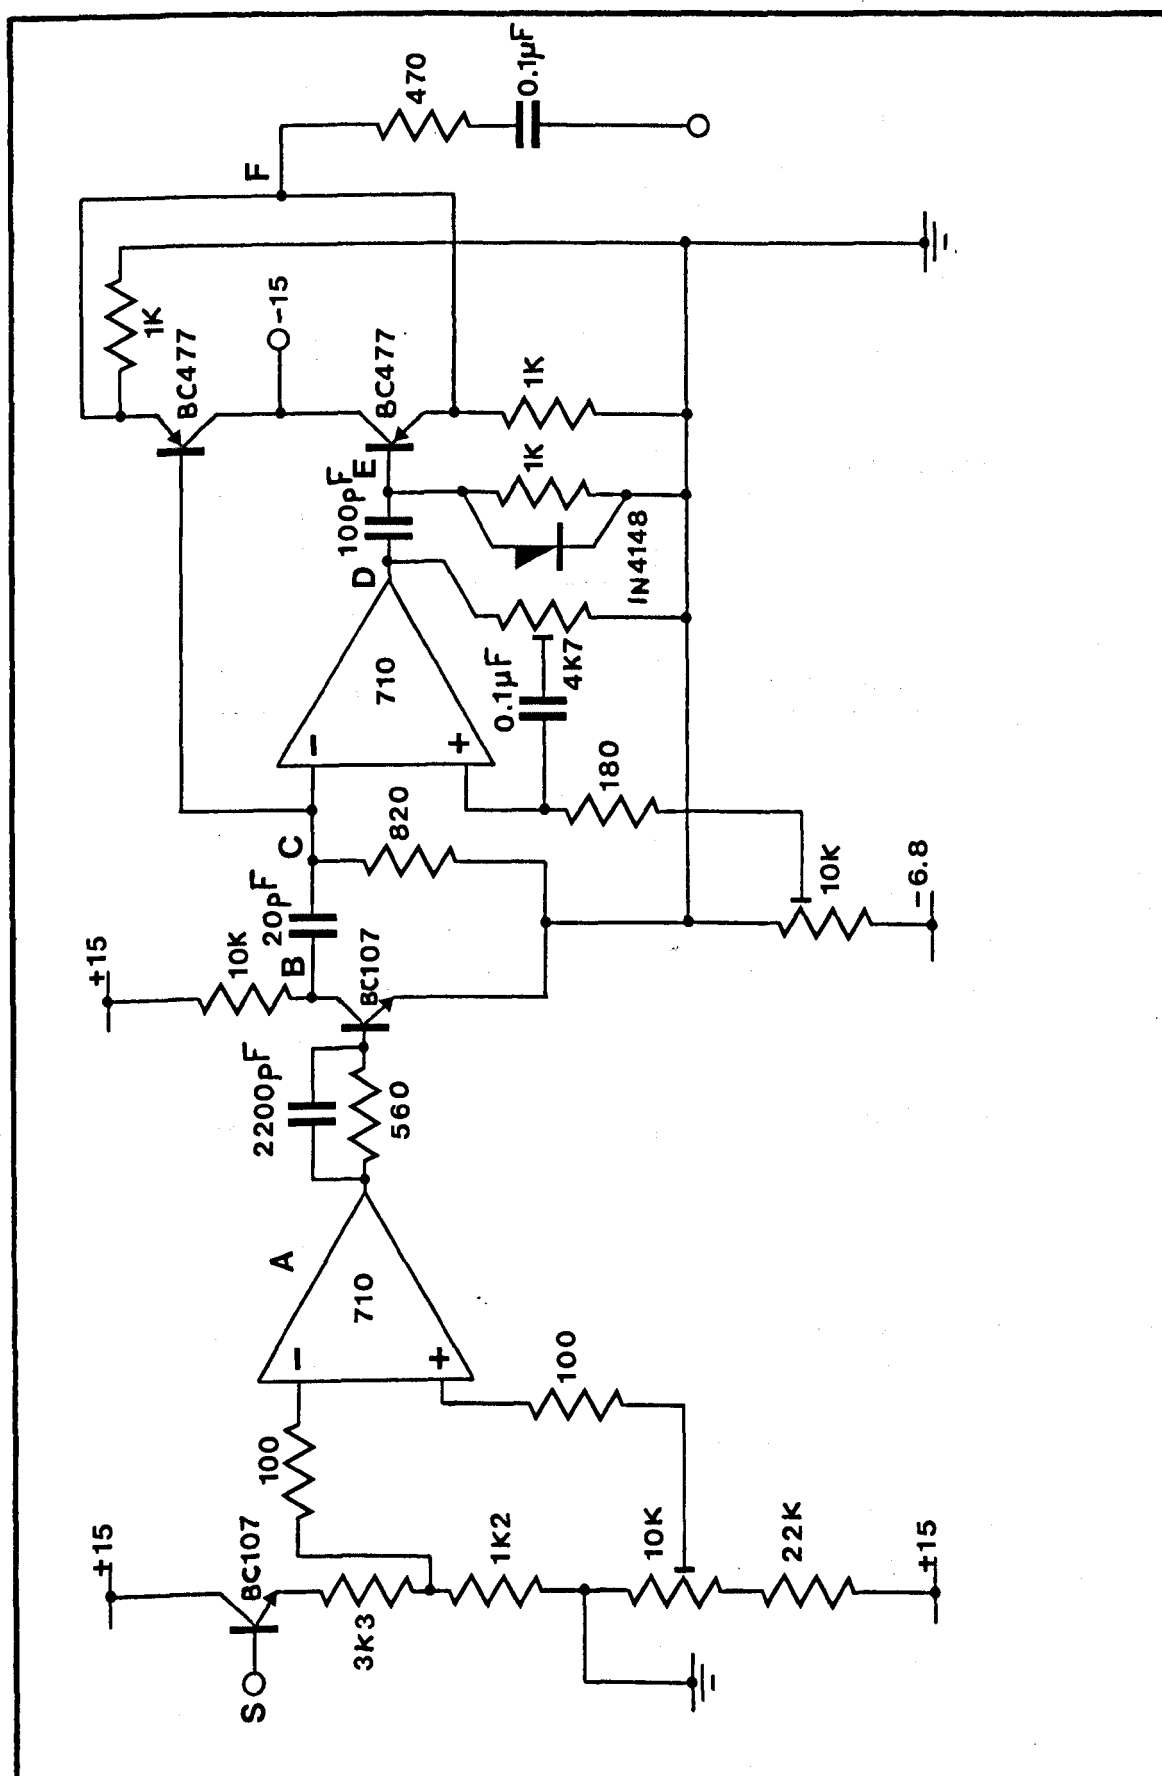 S
±15
BC107
3K3
1K2
100
10K
22K
±15
100
-
+
710
A
2200pF
560
±15
10K
B
BC107
20pF
C
820
-
+
710
180
10K
-6.8
0.1µF
4K7
D
100pF
E
IN4148
1K
BC477
BC477
1K
-15
1K
F
470
0.1µF